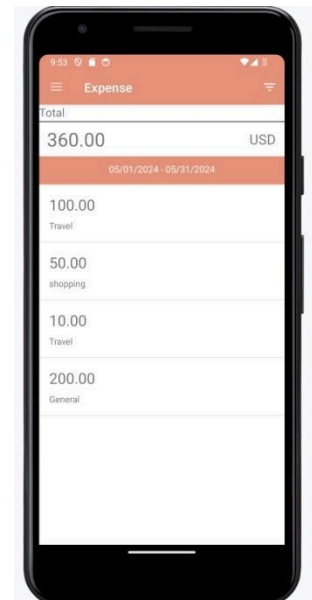 9:53
Expense
Total
360.00 USD
05/01/2024 - 05/31/2024
100.00
Travel
50.00
shopping
10.00
Travel
200.00
General